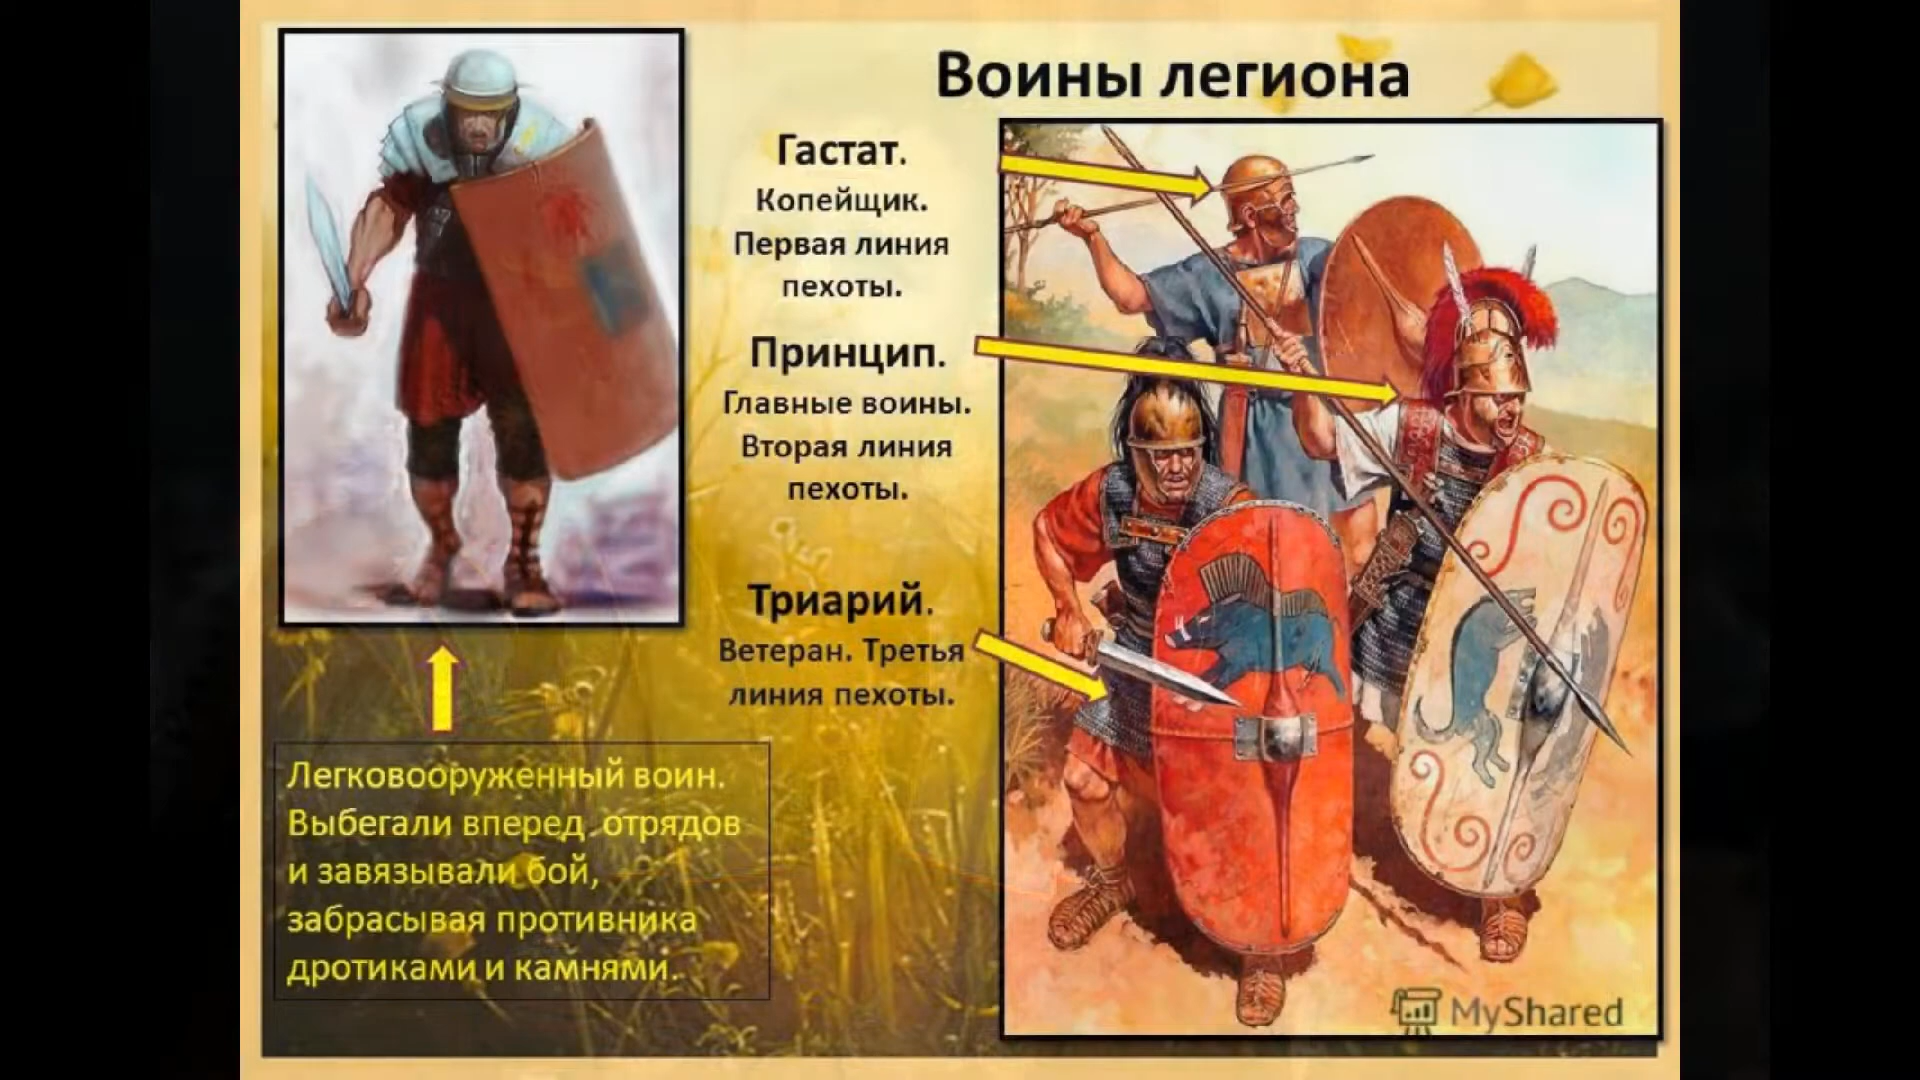 Воины легиона
Гастат.
Копейщик.
Первая линия
пехоты.
Принцип.
Главные воины.
Вторая линия
пехоты.
Триарий.
Ветеран. Третья
линия пехоты.
Легковооруженный воин.
Выбегали вперед отрядов
и завязывали бой,
забрасывая противника
дротиками и камнями.
MyShared